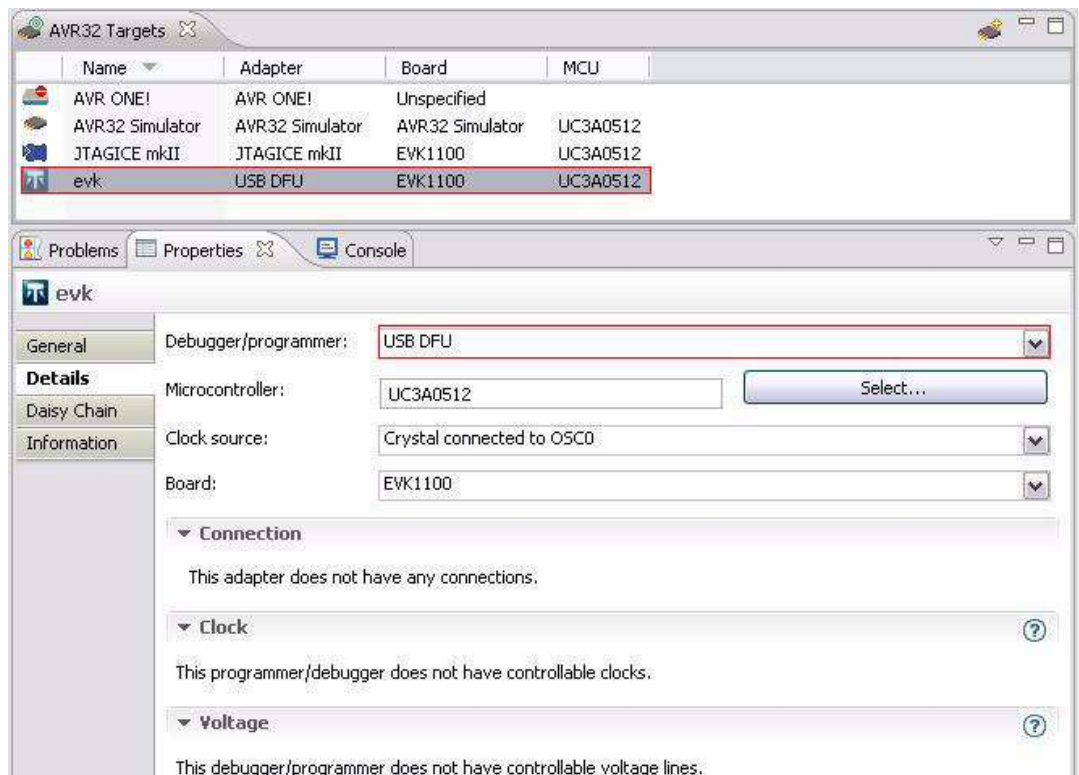 AVR32 Targets
Name Adapter Board MCU
AVR ONE! AVR ONE! Unspecified
AVR32 Simulator AVR32 Simulator AVR32 Simulator UC3A0512
JTAGICE mkII JTAGICE mkII EVK1100 UC3A0512
evk USB DFU EVK1100 UC3A0512
Problems Properties Console
evk
General
Details
Daisy Chain
Information
Debugger/programmer: USB DFU
Microcontroller: UC3A0512 Select...
Clock source: Crystal connected to OSC0
Board: EVK1100
Connection
This adapter does not have any connections.
Clock
This programmer/debugger does not have controllable clocks.
Voltage
This debugger/programmer does not have controllable voltage lines.